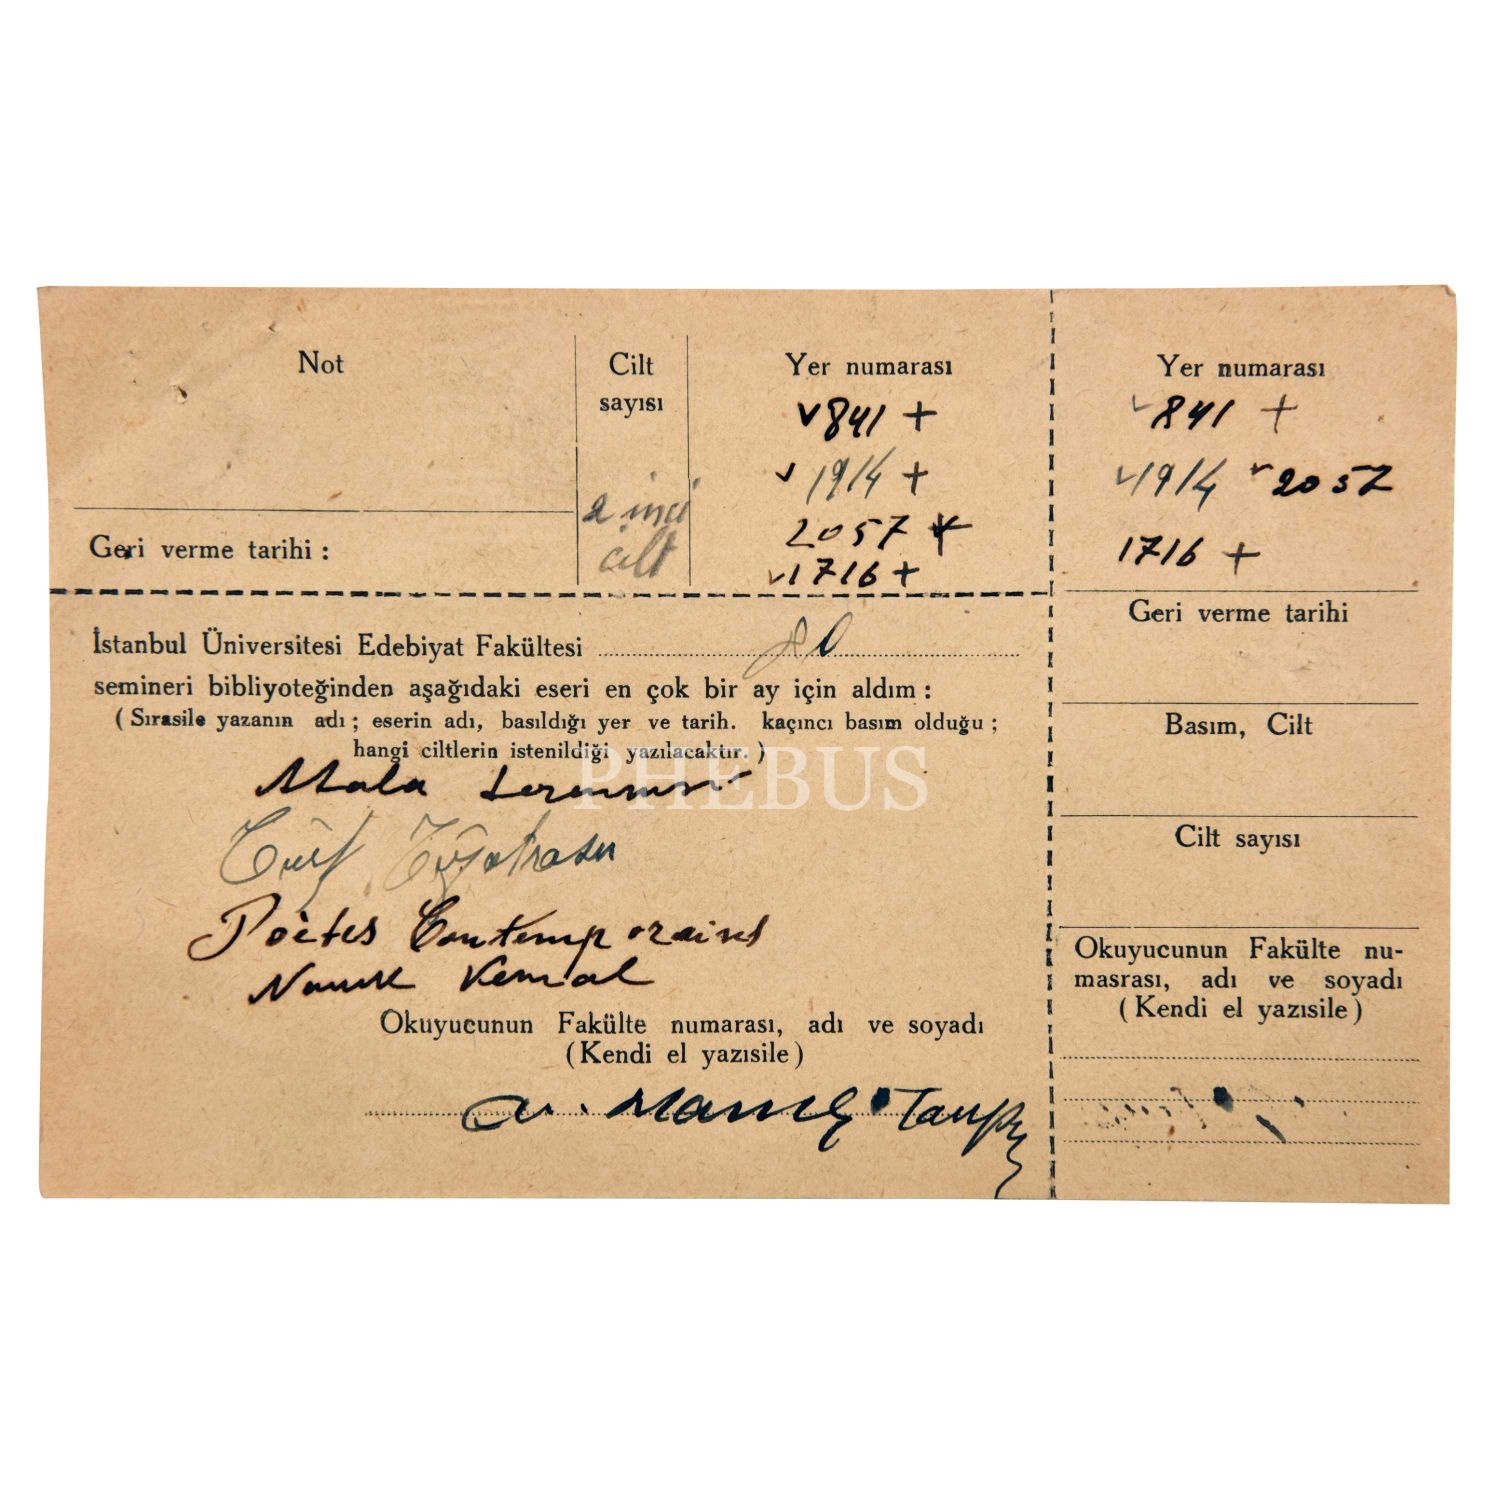 Not
Cilt
sayısı
Yer numarası
841 +
1914 +
2057 +
1716 +
2 inci
cilt
Geri verme tarihi :
İstanbul Üniversitesi Edebiyat Fakültesi
semineri bibliyoteğinden aşağıdaki eseri en çok bir ay için aldım :
( Sırasile yazanın adı ; eserin adı, basıldığı yer ve tarih. kaçıncı basım olduğu ;
hangi ciltlerin istenildiği yazılacaktır. )
PHEBUS
Poètes Contemporains
Namık Kemal
Okuyucunun Fakülte numarası, adı ve soyadı
(Kendi el yazısile)
Yer numarası
841 +
1914 2057
1716 +
Geri verme tarihi
Basım, Cilt
Cilt sayısı
Okuyucunun Fakülte nu-
masrası, adı ve soyadı
(Kendi el yazısile)